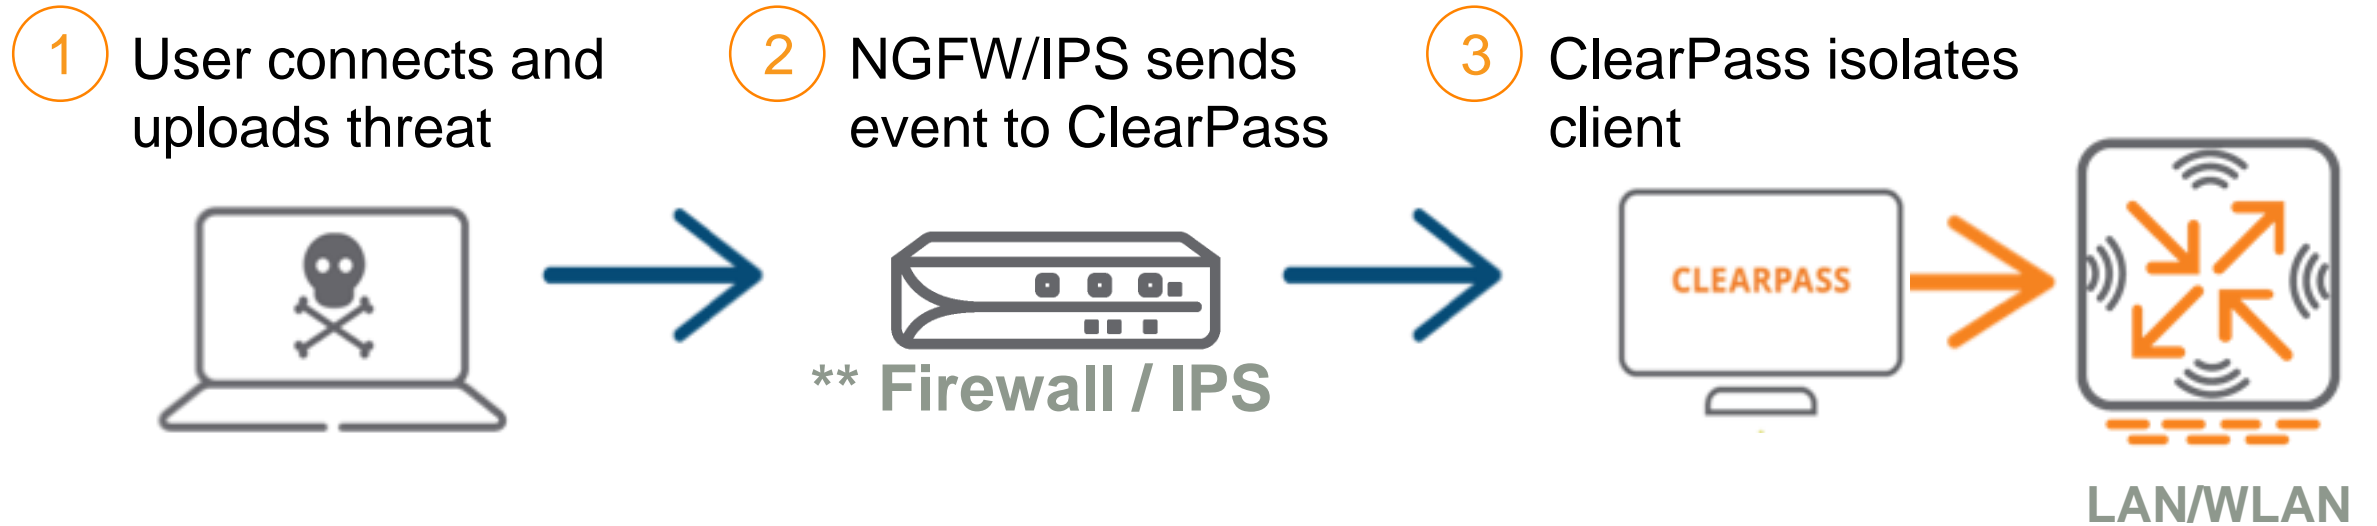 1
User connects and
uploads threat
2
NGFW/IPS sends
event to ClearPass
3
ClearPass isolates
client
CLEARPASS
** Firewall / IPS
LAN/WLAN